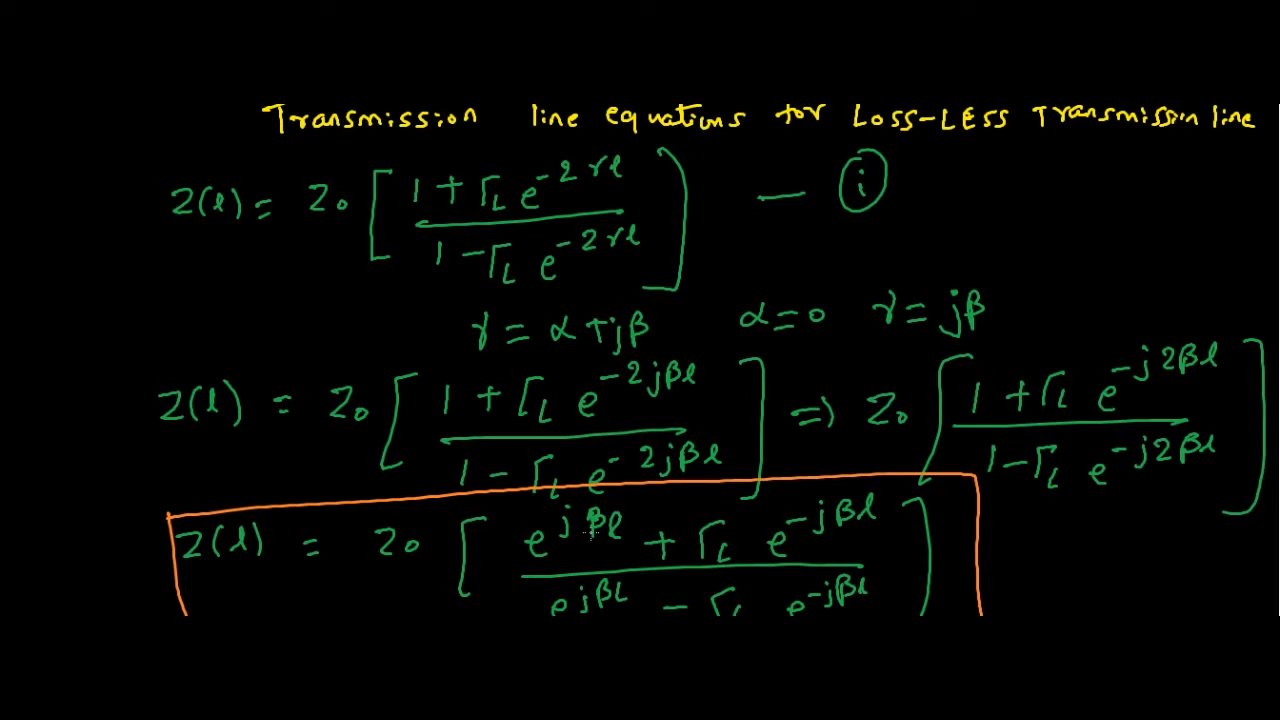 Transmission line equations for Loss-LESS Transmission line
Z(l) = Z₀ [ (1 + Γ_L e^{-2γl}) / (1 - Γ_L e^{-2γl}) ] — (i)
γ = α + jβ α = 0 γ = jβ
Z(l) = Z₀ [ (1 + Γ_L e^{-2jβl}) / (1 - Γ_L e^{-2jβl}) ] ⇒ Z₀ [ (1 + Γ_L e^{-j2βl}) / (1 - Γ_L e^{-j2βl}) ]
Z(l) = Z₀ [ (e^{jβl} + Γ_L e^{-jβl}) / (e^{jβl} - Γ_L e^{-jβl}) ]